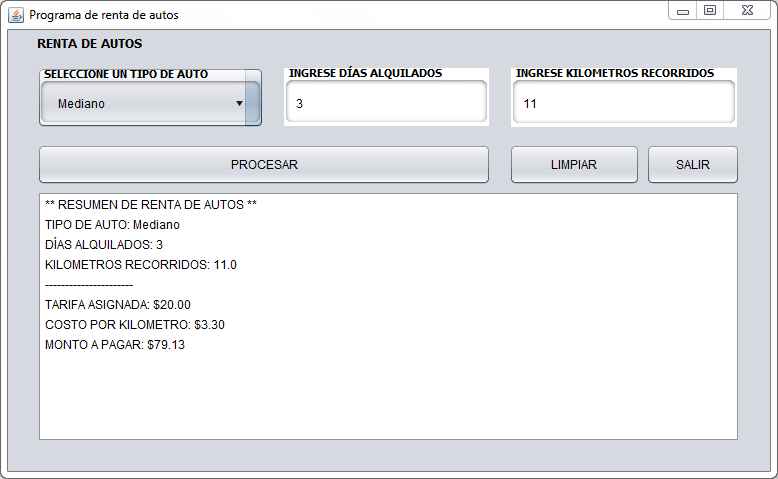 Programa de renta de autos
RENTA DE AUTOS
SELECCIONE UN TIPO DE AUTO
INGRESE DÍAS ALQUILADOS
INGRESE KILOMETROS RECORRIDOS
Mediano
3
11
PROCESAR
LIMPIAR
SALIR
** RESUMEN DE RENTA DE AUTOS **
TIPO DE AUTO: Mediano
DÍAS ALQUILADOS: 3
KILOMETROS RECORRIDOS: 11.0
----------------------
TARIFA ASIGNADA: $20.00
COSTO POR KILOMETRO: $3.30
MONTO A PAGAR: $79.13